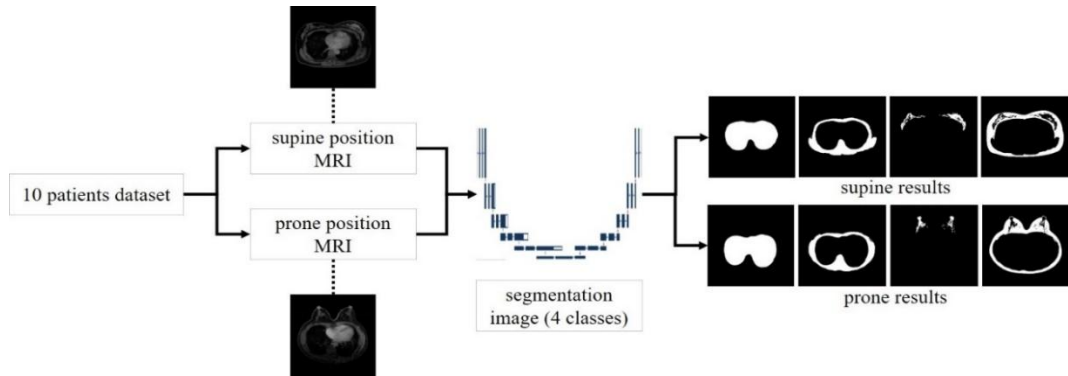 10 patients dataset
supine position
MRI
prone position
MRI
segmentation
image (4 classes)
supine results
prone results